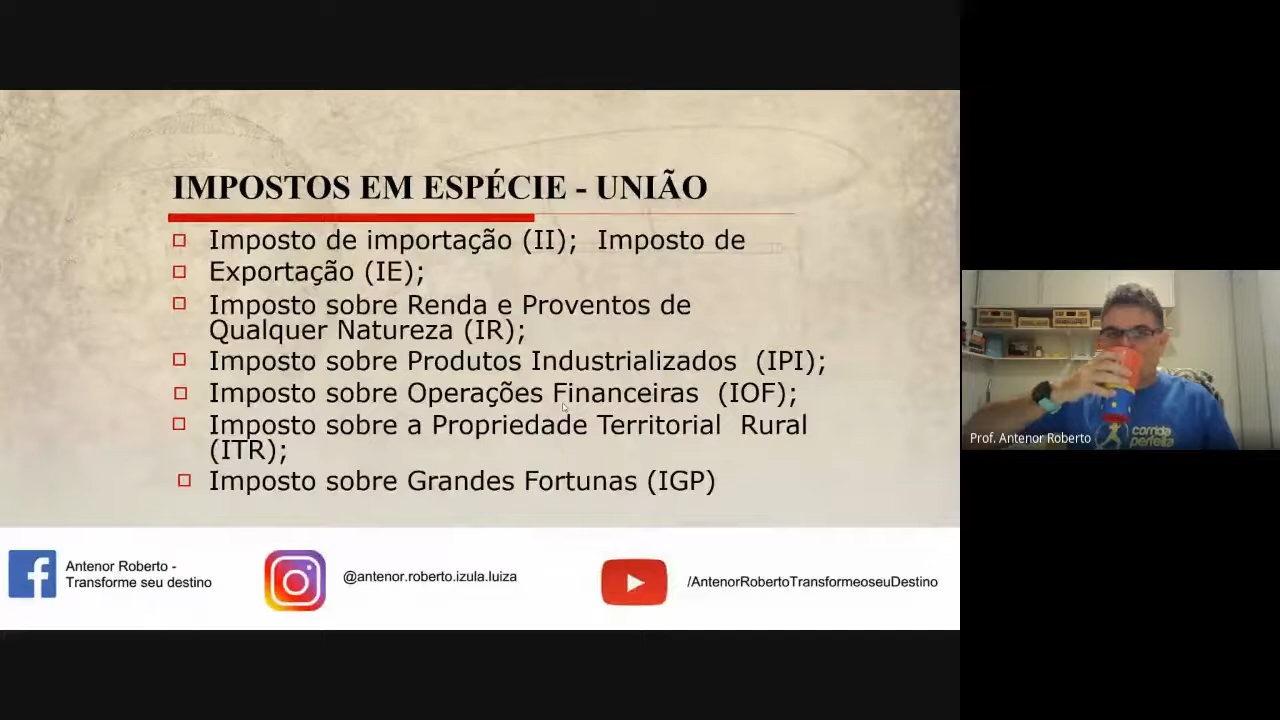 IMPOSTOS EM ESPÉCIE - UNIÃO
Imposto de importação (II); Imposto de
Exportação (IE);
Imposto sobre Renda e Proventos de
Qualquer Natureza (IR);
Imposto sobre Produtos Industrializados (IPI);
Imposto sobre Operações Financeiras (IOF);
Imposto sobre a Propriedade Territorial Rural
(ITR);
Imposto sobre Grandes Fortunas (IGP)
Antenor Roberto -
Transforme seu destino
@antenor.roberto.izula.luiza
/AntenorRobertoTransformeoseuDestino
corrida
perfeita
Prof. Antenor Roberto